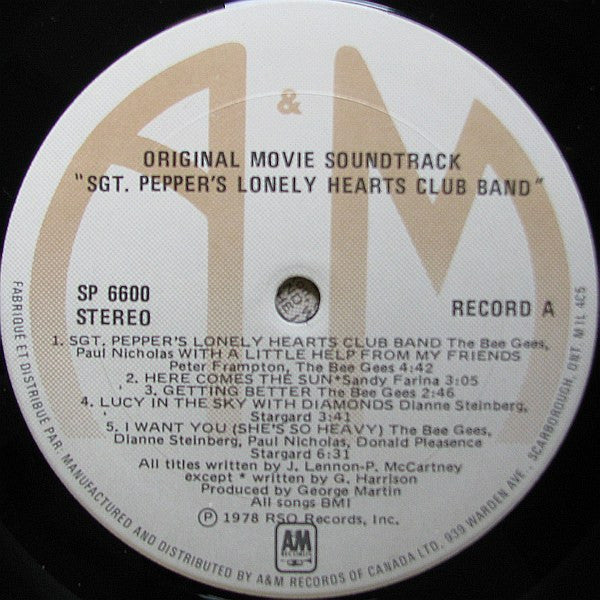 A&M
ORIGINAL MOVIE SOUNDTRACK
"SGT. PEPPER'S LONELY HEARTS CLUB BAND"
SP 6600
STEREO
RECORD A
1. SGT. PEPPER'S LONELY HEARTS CLUB BAND The Bee Gees,
Paul Nicholas WITH A LITTLE HELP FROM MY FRIENDS
Peter Frampton, The Bee Gees 4:42
2. HERE COMES THE SUN*Sandy Farina 3:05
3. GETTING BETTER The Bee Gees 2:46
4. LUCY IN THE SKY WITH DIAMONDS Dianne Steinberg,
Stargard 3:41
5. I WANT YOU (SHE'S SO HEAVY) The Bee Gees,
Dianne Steinberg, Paul Nicholas, Donald Pleasence
Stargard 6:31
All titles written by J. Lennon-P. McCartney
except * written by G. Harrison
Produced by George Martin
All songs BMI
Ⓟ 1978 RSO Records, Inc.
A&M
RECORDS
FABRIQUÉ ET DISTRIBUÉ PAR: MANUFACTURED AND DISTRIBUTED BY A&M RECORDS OF CANADA LTD. 939 WARDEN AVE. SCARBOROUGH, ONT. M1L 4C5